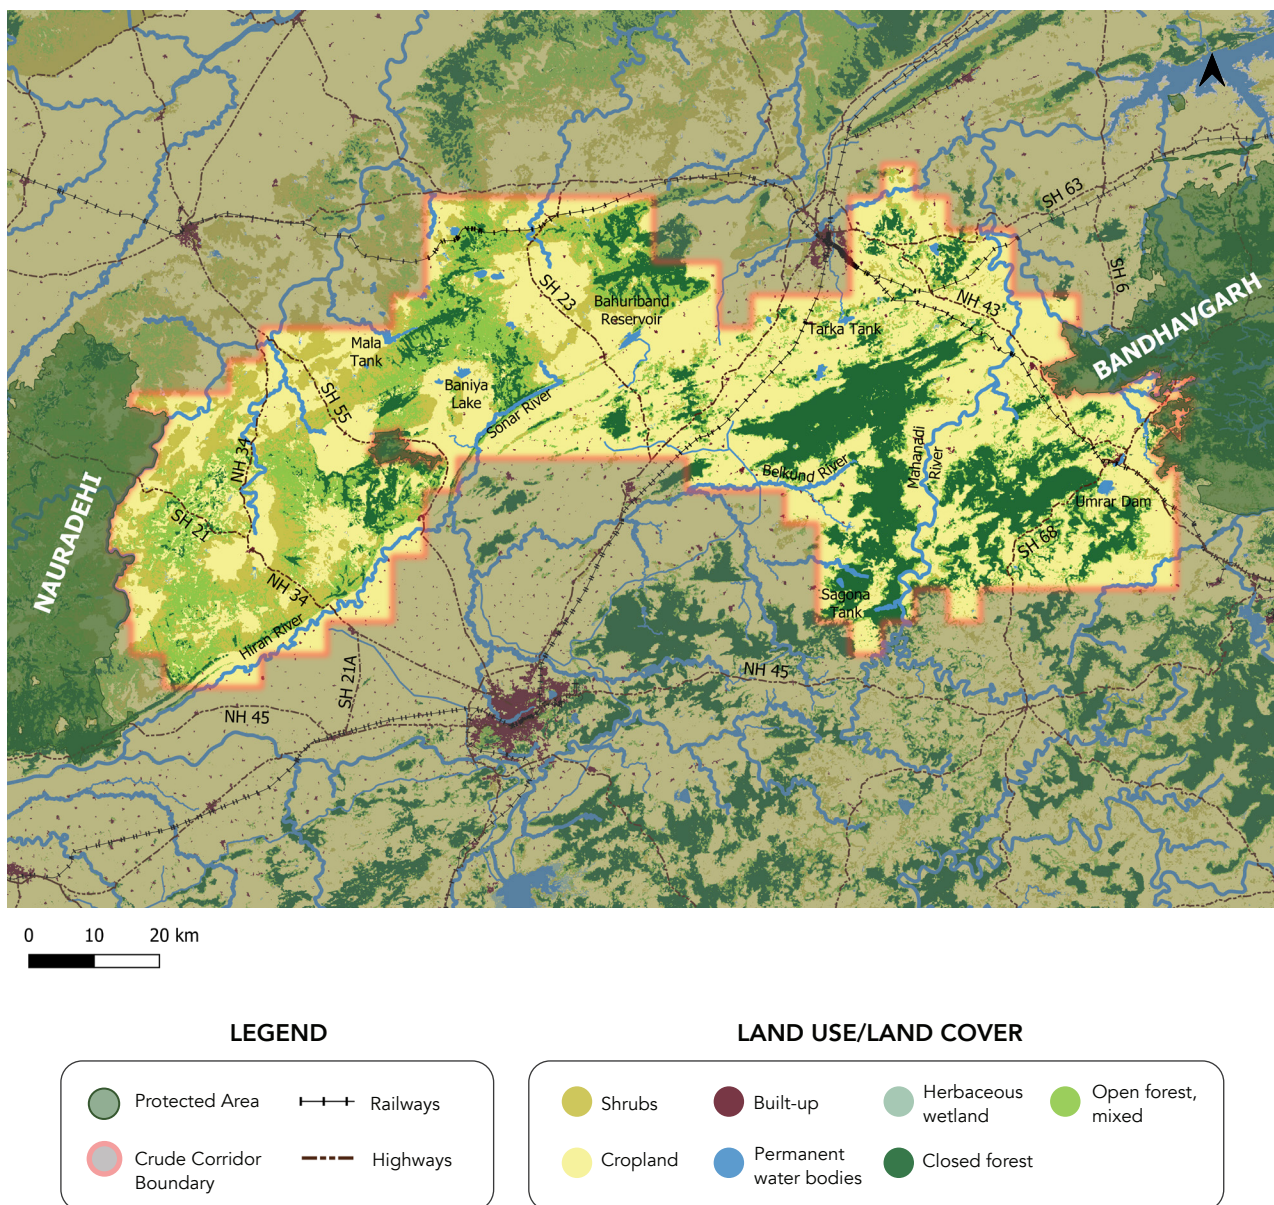 SH 63
SH 6
SH 23
Bahuriband
Reservoir
NH 43
Tarka Tank
BANDHAVGARH
Mala
Tank
Baniya
Lake
SH 55
Sonar River
NH 34
Mahanadi
River
Belkund River
Umrar Dam
NAURADEHI
SH 21
SH 68
NH 34
Sagona
Tank
Hiran River
SH 21A
NH 45
NH 45
0 10 20 km
LEGEND
Protected Area
Railways
Crude Corridor
Boundary
Highways
LAND USE/LAND COVER
Shrubs
Built-up
Herbaceous
wetland
Open forest,
mixed
Cropland
Permanent
water bodies
Closed forest